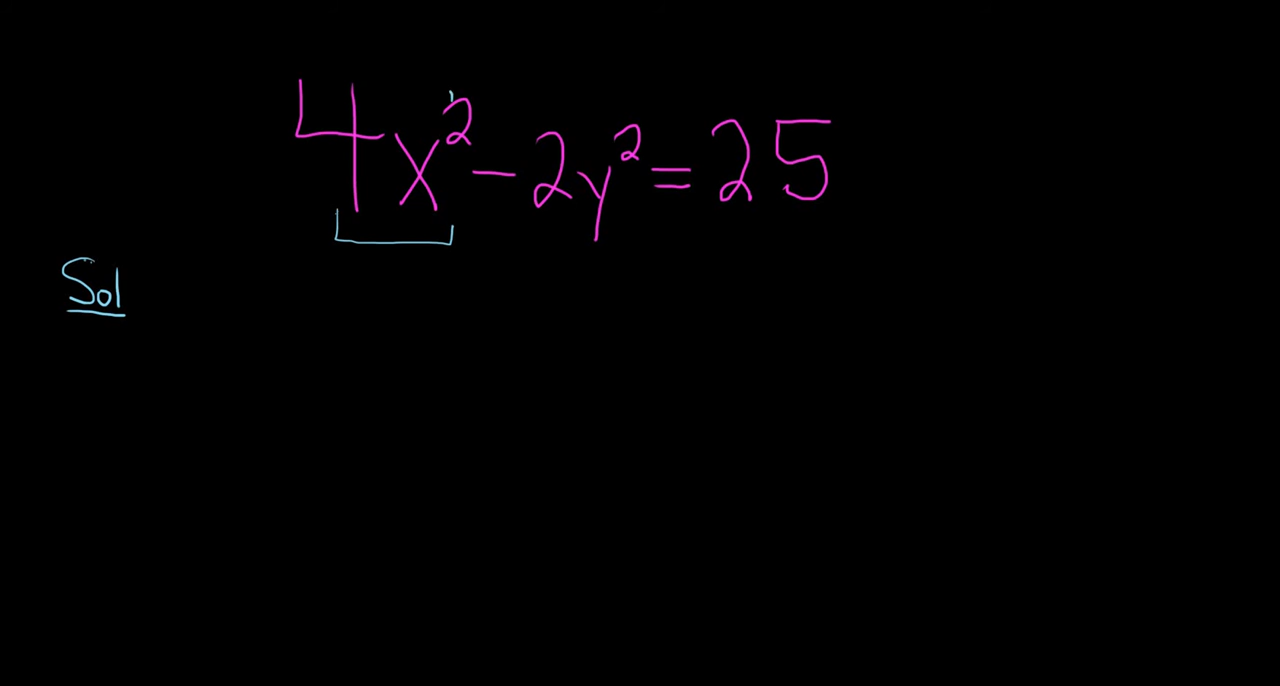 4x² - 2y² = 25
Sol